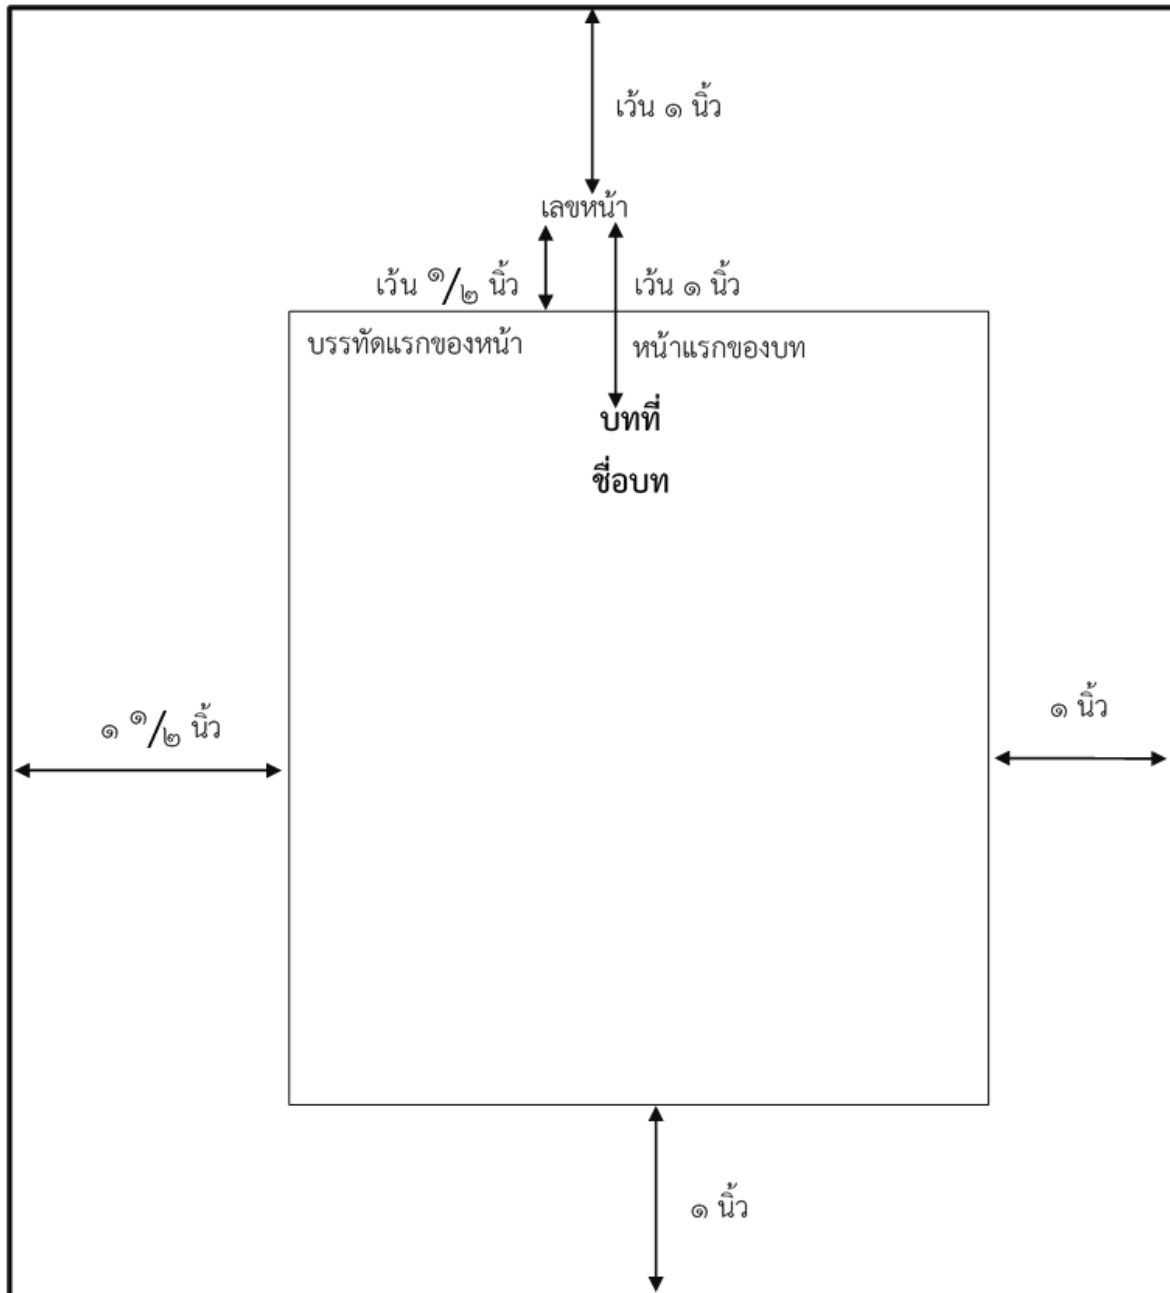 เว้น ๑ นิ้ว
เลขหน้า
เว้น ๑/๒ นิ้ว เว้น ๑ นิ้ว
บรรทัดแรกของหน้า หน้าแรกของบท
บทที่
ชื่อบท
๑ ๑/๒ นิ้ว ๑ นิ้ว
๑ นิ้ว